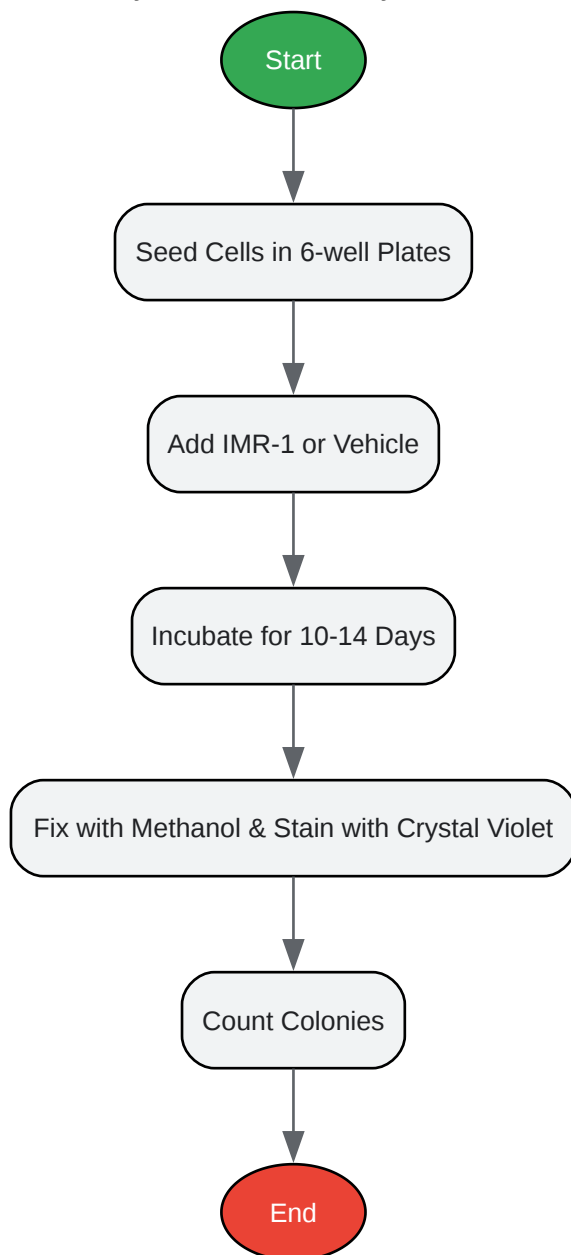 Start
Seed Cells in 6-well Plates
Add IMR-1 or Vehicle
Incubate for 10-14 Days
Fix with Methanol & Stain with Crystal Violet
Count Colonies
End